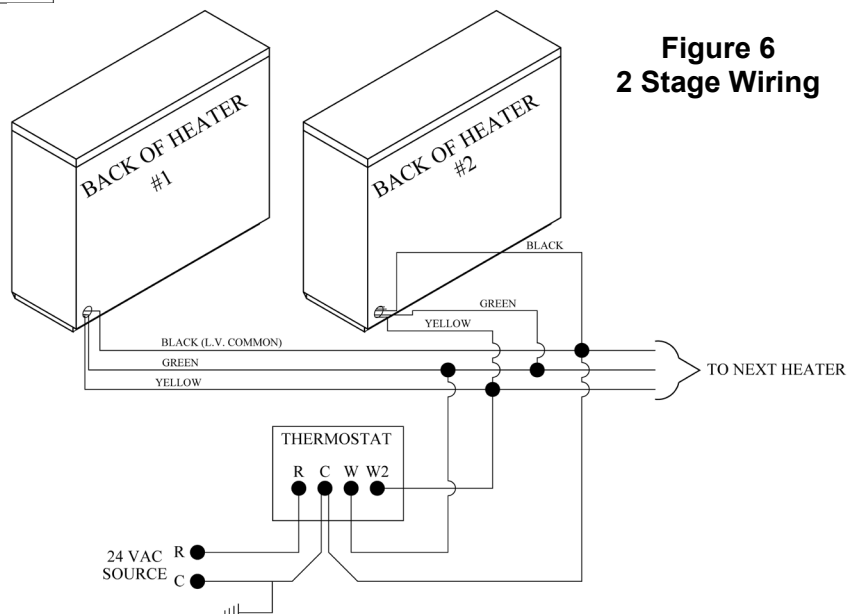 Figure 6
2 Stage Wiring
BACK OF HEATER
#1
BACK OF HEATER
#2
BLACK
GREEN
YELLOW
BLACK (L.V. COMMON)
GREEN
YELLOW
TO NEXT HEATER
THERMOSTAT
R C W W2
24 VAC
SOURCE
R
C